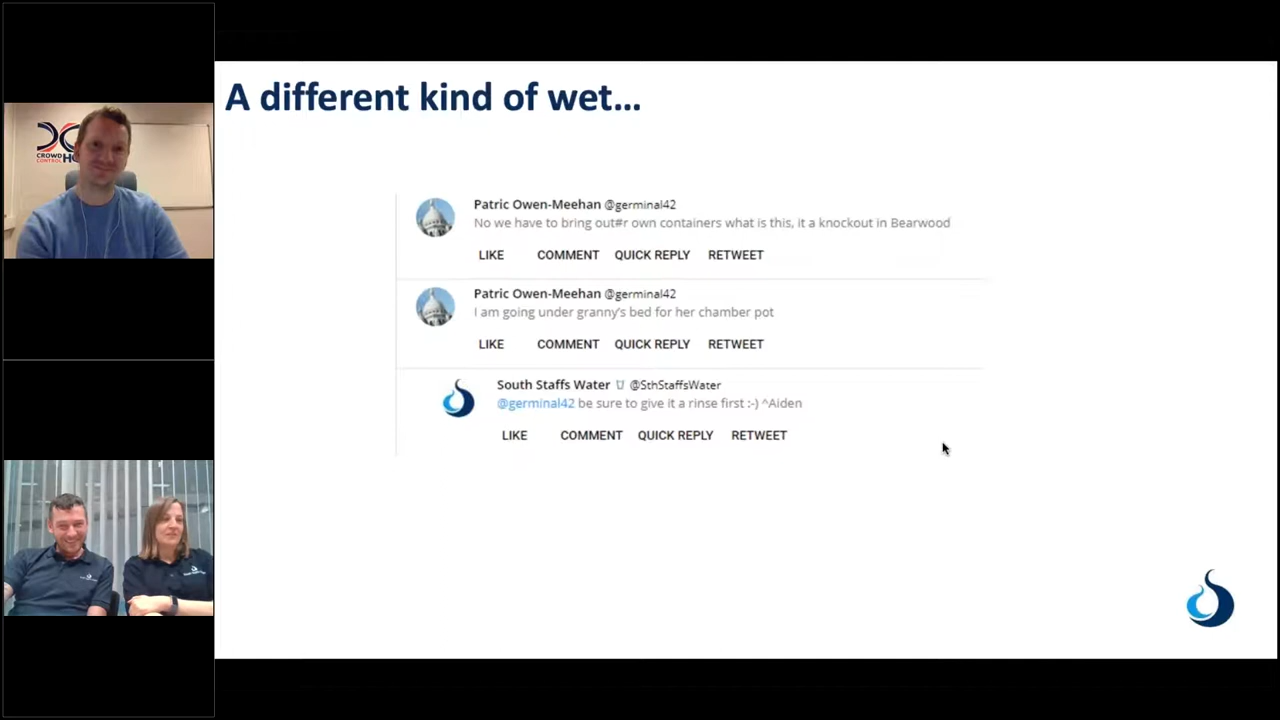 A different kind of wet...
CROWD
CONTROL HQ
Patric Owen-Meehan @germinal42
No we have to bring out#r own containers what is this, it a knockout in Bearwood
LIKE COMMENT QUICK REPLY RETWEET
Patric Owen-Meehan @germinal42
I am going under granny's bed for her chamber pot
LIKE COMMENT QUICK REPLY RETWEET
South Staffs Water @SthStaffsWater
@germinal42 be sure to give it a rinse first :-) ^Aiden
LIKE COMMENT QUICK REPLY RETWEET